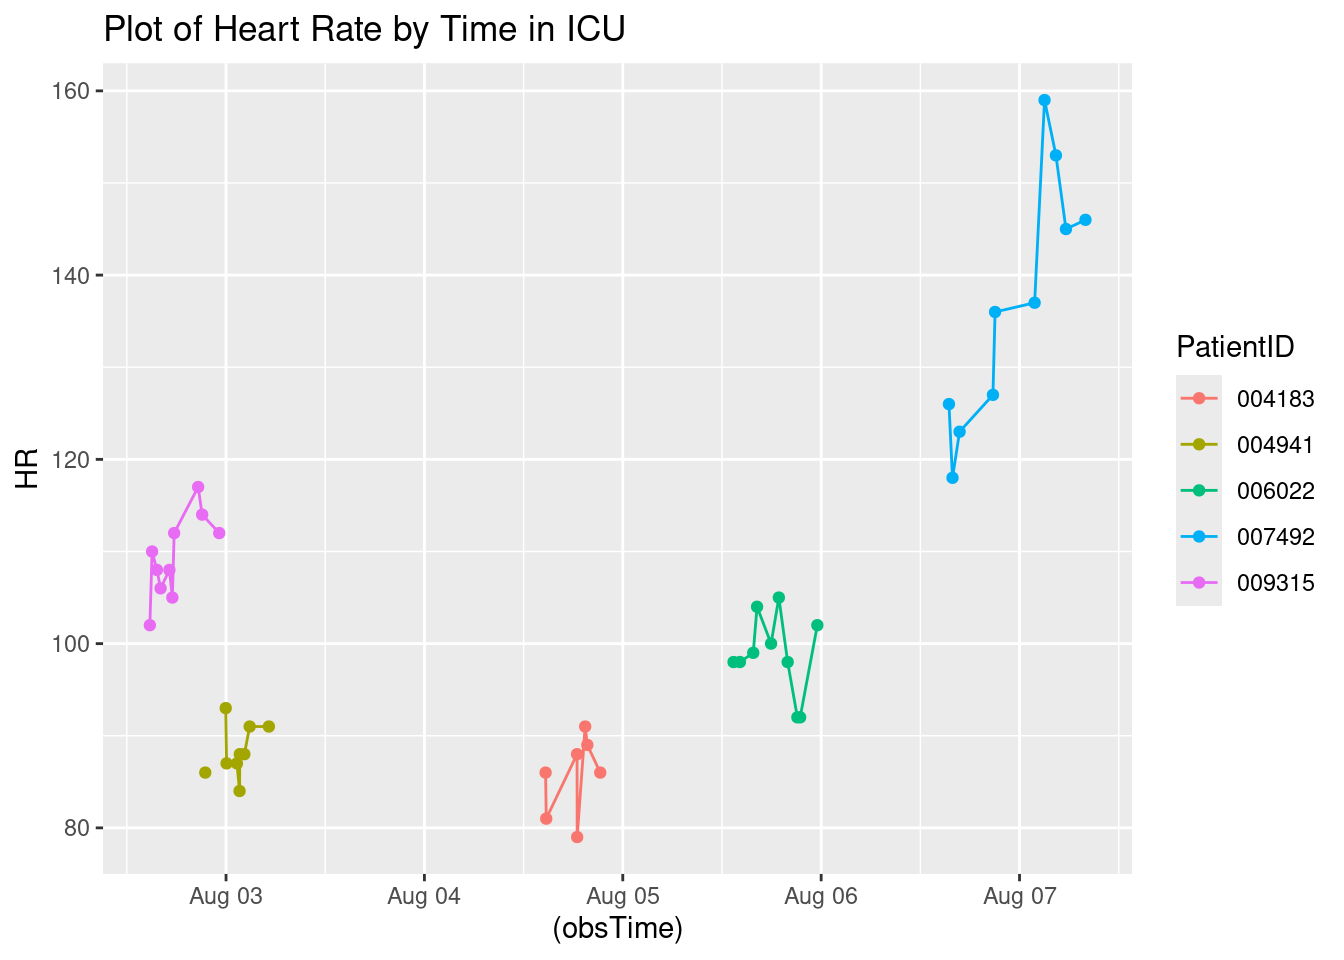 Plot of Heart Rate by Time in ICU
160
140
120
100
80
HR
Aug 03
Aug 04
Aug 05
Aug 06
Aug 07
(obsTime)
PatientID
004183
004941
006022
007492
009315